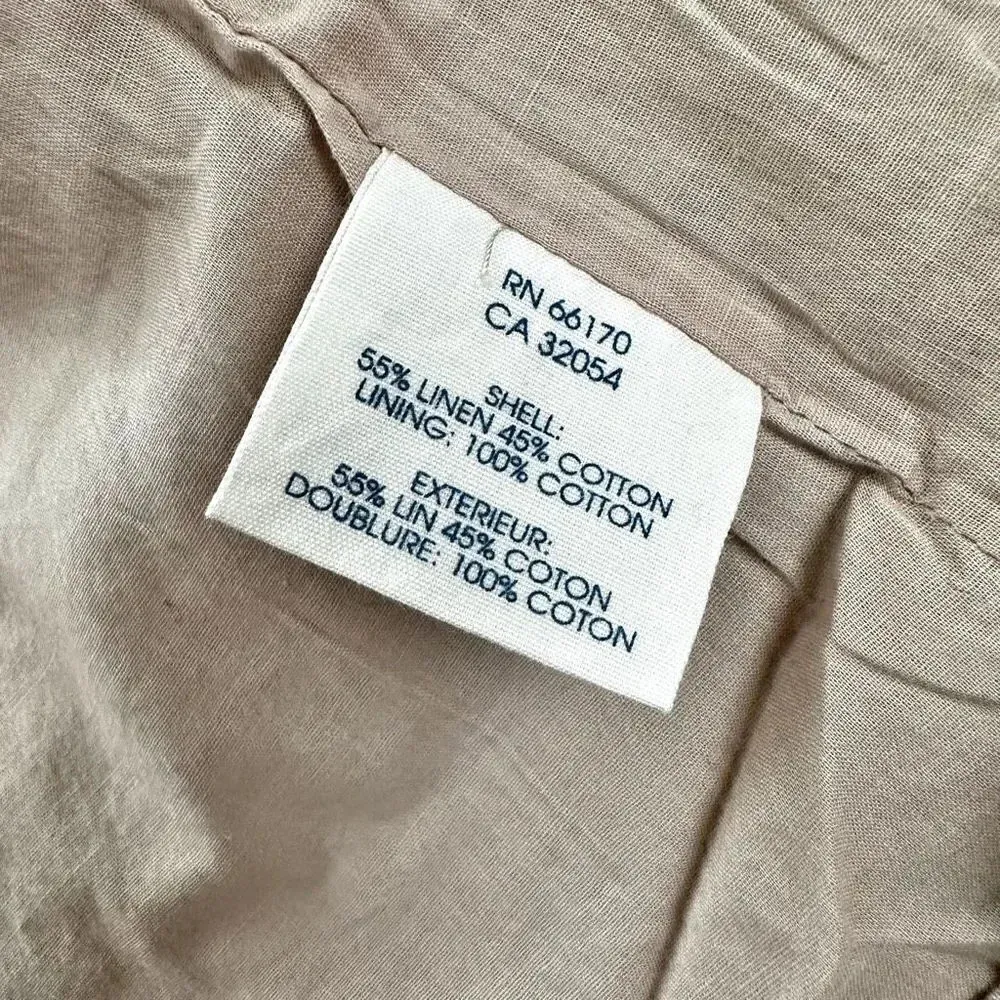 RN 66170
CA 32054
SHELL:
55% LINEN 45% COTTON
LINING: 100% COTTON
EXTERIEUR:
55% LIN 45% COTON
DOUBLURE: 100% COTON